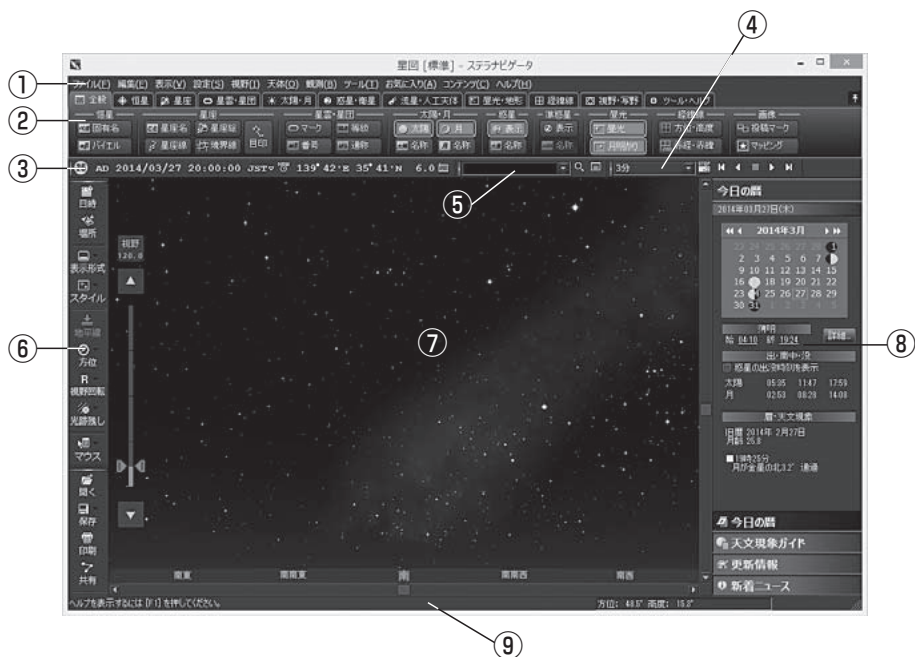 ④
星図 [標準] - ステラナビゲータ
①
ファイル(F) 編集(E) 表示(V) 設定(S) 視野(I) 天体(O) 観測(B) ツール(T) お気に入り(A) コンテンツ(C) ヘルプ(H)
全般 恒星 星座 星雲・星団 太陽・月 惑星・衛星 流星・人工天体 昼光・地形 経緯線 視野・写野 ツール・ヘルプ
②
恒星 星座 星雲・星団 太陽・月 惑星 準惑星 昼光 経緯線 画像
固有名 星座名 星座絵 目印 マーク 等級 太陽 月 表示 表示 昼光 方位・高度 投稿マーク
バイエル 星座線 境界線 番号 通称 名称 名称 名称 名称 月明かり 赤経・赤緯 マッピング
③
AD 2014/03/27 20:00:00 JST 139°42'E 35°41'N 6.0
3分
⑤
日時
場所
表示形式
スタイル
地平線
⑥
方位
R
視野回転
光跡残し
マウス
開く
保存
印刷
共有
視野
120.0
⑦
今日の暦
2014年03月27日(木)
2014年3月
23 24 25 26 27 28 1
2 3 4 5 6 7
9 10 11 12 13 14 15
16 18 19 20 21 22
23 25 26 27 28 29
30 31 1 2 3 4 5
薄明
始 04:10 終 19:24
詳細...
⑧
出・南中・没
惑星の出没時刻を表示
太陽 05:35 11:47 17:59
月 02:53 08:28 14:08
暦・天文現象
旧暦 2014年 2月27日
月齢 25.8
■19時25分
月が金星の北3.2° 通過
今日の暦
天文現象ガイド
更新情報
新着ニュース
南東 南南東 南 南南西 南西
ヘルプを表示するには [F1] を押してください。
⑨